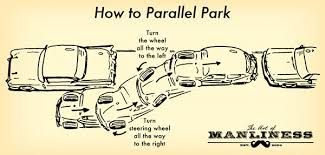 How to Parallel Park
Turn
the wheel
all the way
to the left
Turn
steering wheel
all the way
to the right
The Art of
MANLINESS